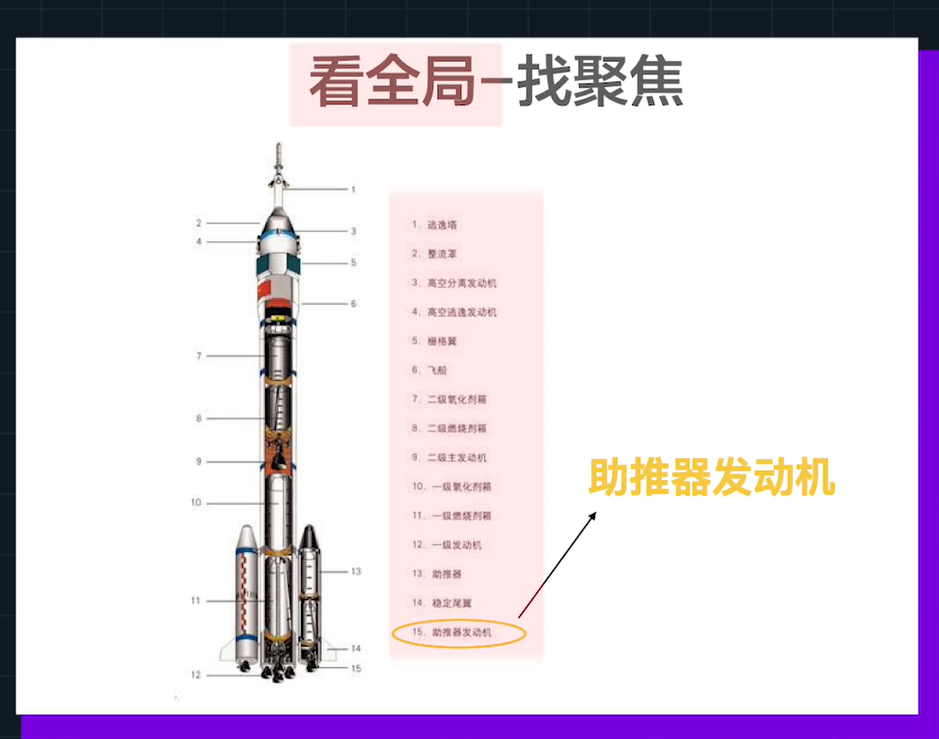 看全局-找聚焦
1
2
3
4
5
6
7
8
9
10
11
12
13
14
15
1. 逃逸塔
2. 整流罩
3. 高空分离发动机
4. 高空逃逸发动机
5. 栅格翼
6. 飞船
7. 二级氧化剂箱
8. 二级燃烧剂箱
9. 二级主发动机
10. 一级氧化剂箱
11. 一级燃烧剂箱
12. 一级发动机
13. 助推器
14. 稳定尾翼
15. 助推器发动机
助推器发动机